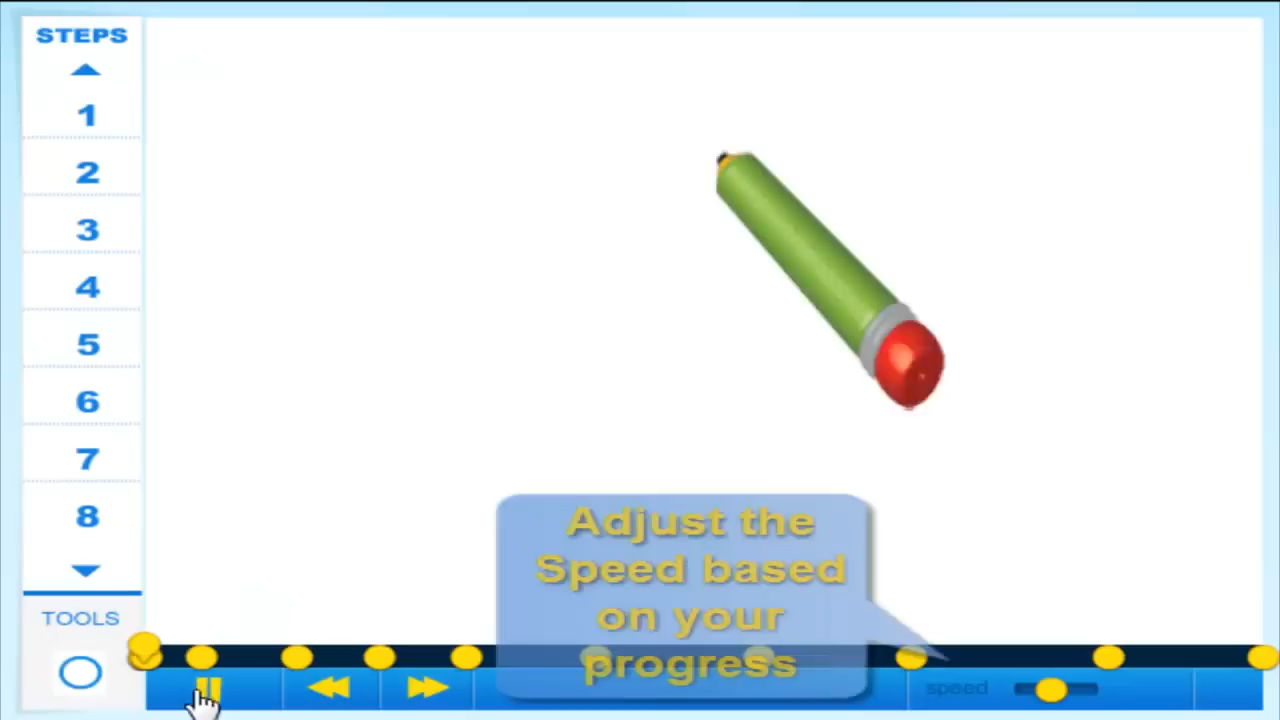 STEPS
1
2
3
4
5
6
7
8
TOOLS
Adjust the
Speed based
on your
progress
speed